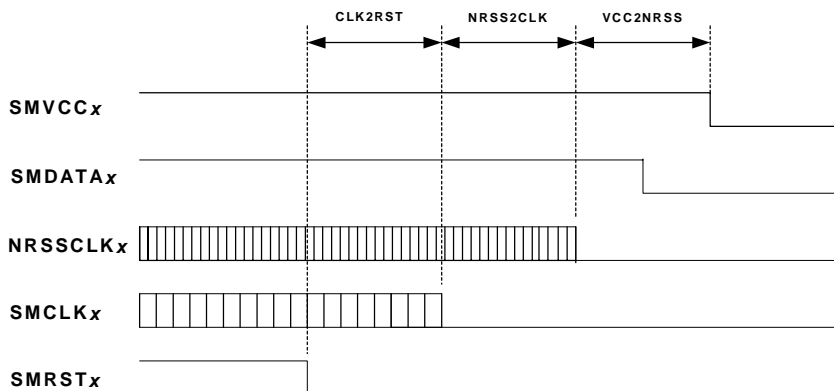 CLK2RST NRSS2CLK VCC2NRSS
SMVCCx
SMDATAx
NRSSCLKx
SMCLKx
SMRSTx